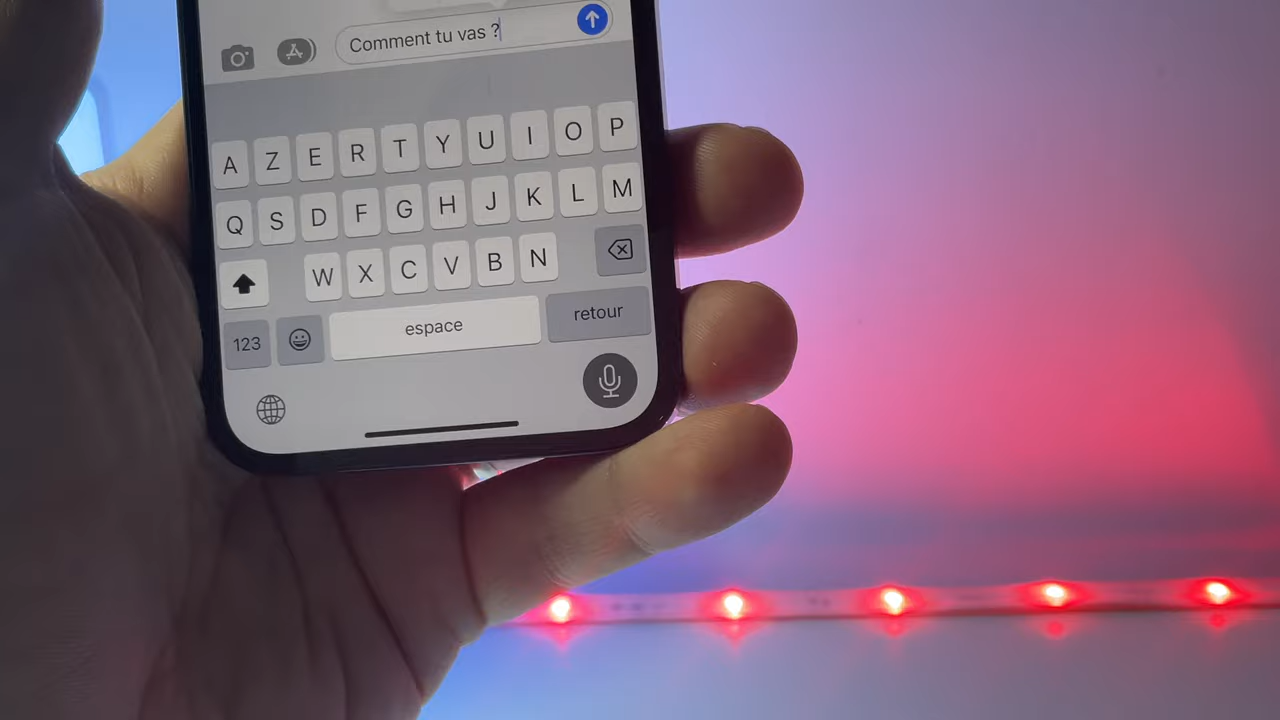 Comment tu vas ?
A Z E R T Y U I O P
Q S D F G H J K L M
W X C V B N
123 espace retour